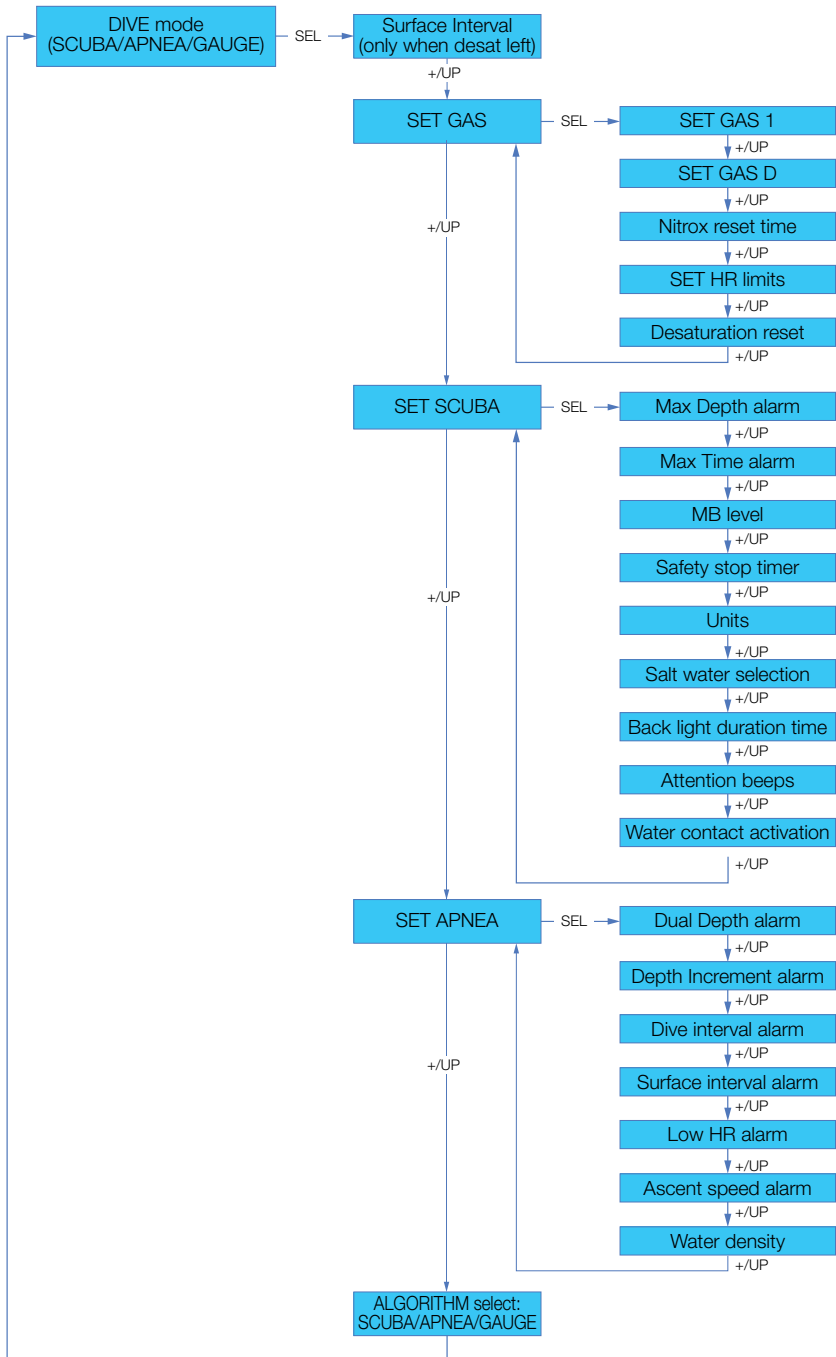 DIVE mode
(SCUBA/APNEA/GAUGE)
SEL
Surface Interval
(only when desat left)
+/UP
SET GAS
SEL
SET GAS 1
+/UP
SET GAS D
+/UP
Nitrox reset time
+/UP
SET HR limits
+/UP
Desaturation reset
+/UP
+/UP
SET SCUBA
SEL
Max Depth alarm
+/UP
Max Time alarm
+/UP
MB level
+/UP
Safety stop timer
+/UP
Units
+/UP
Salt water selection
+/UP
Back light duration time
+/UP
Attention beeps
+/UP
Water contact activation
+/UP
+/UP
SET APNEA
SEL
Dual Depth alarm
+/UP
Depth Increment alarm
+/UP
Dive interval alarm
+/UP
Surface interval alarm
+/UP
Low HR alarm
+/UP
Ascent speed alarm
+/UP
Water density
+/UP
+/UP
ALGORITHM select:
SCUBA/APNEA/GAUGE